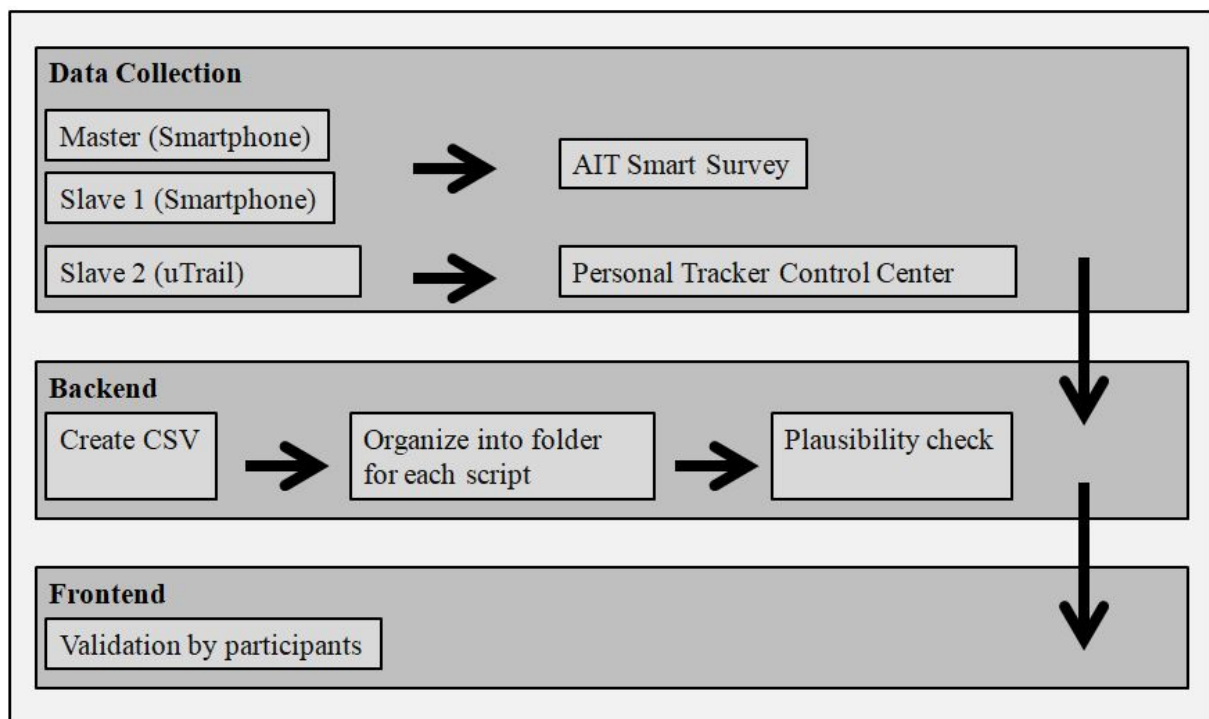 Data Collection
Master (Smartphone)
AIT Smart Survey
Slave 1 (Smartphone)
Slave 2 (uTrail)
Personal Tracker Control Center
Backend
Create CSV
Organize into folder
for each script
Plausibility check
Frontend
Validation by participants